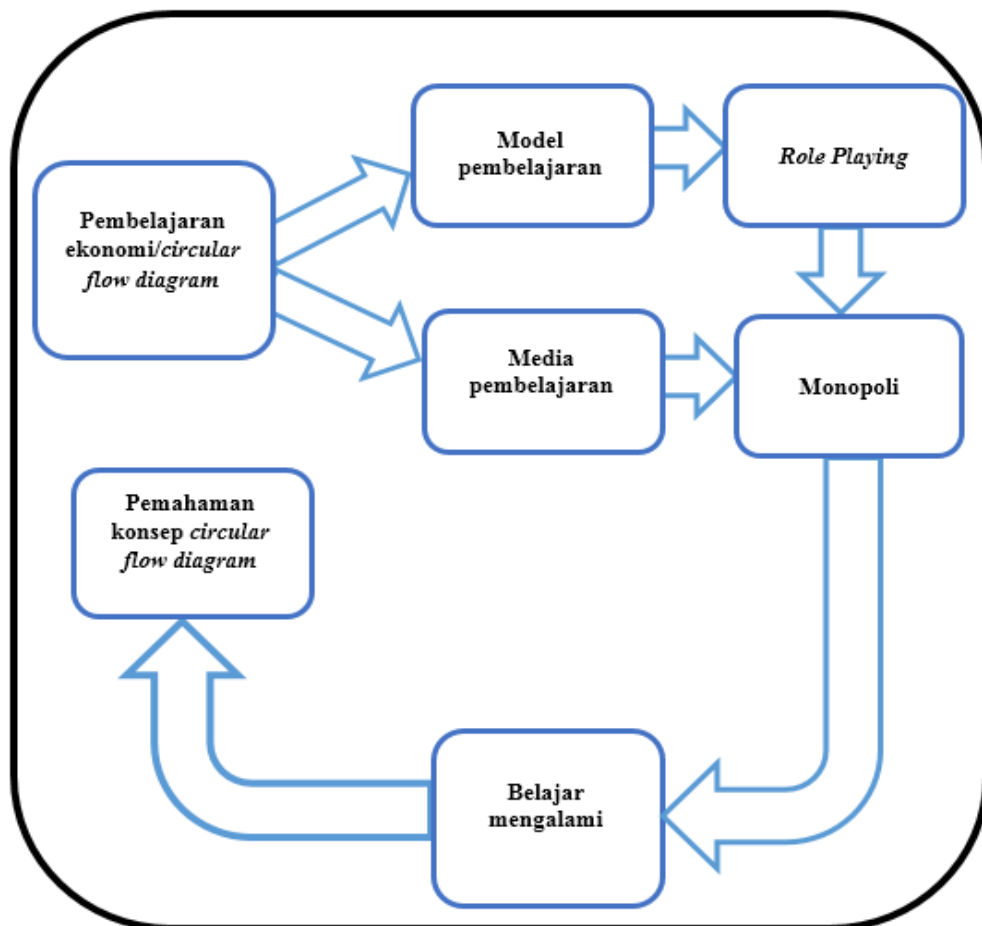 Pembelajaran
ekonomi/circular
flow diagram
Model
pembelajaran
Role Playing
Media
pembelajaran
Monopoli
Pemahaman
konsep circular
flow diagram
Belajar
mengalami